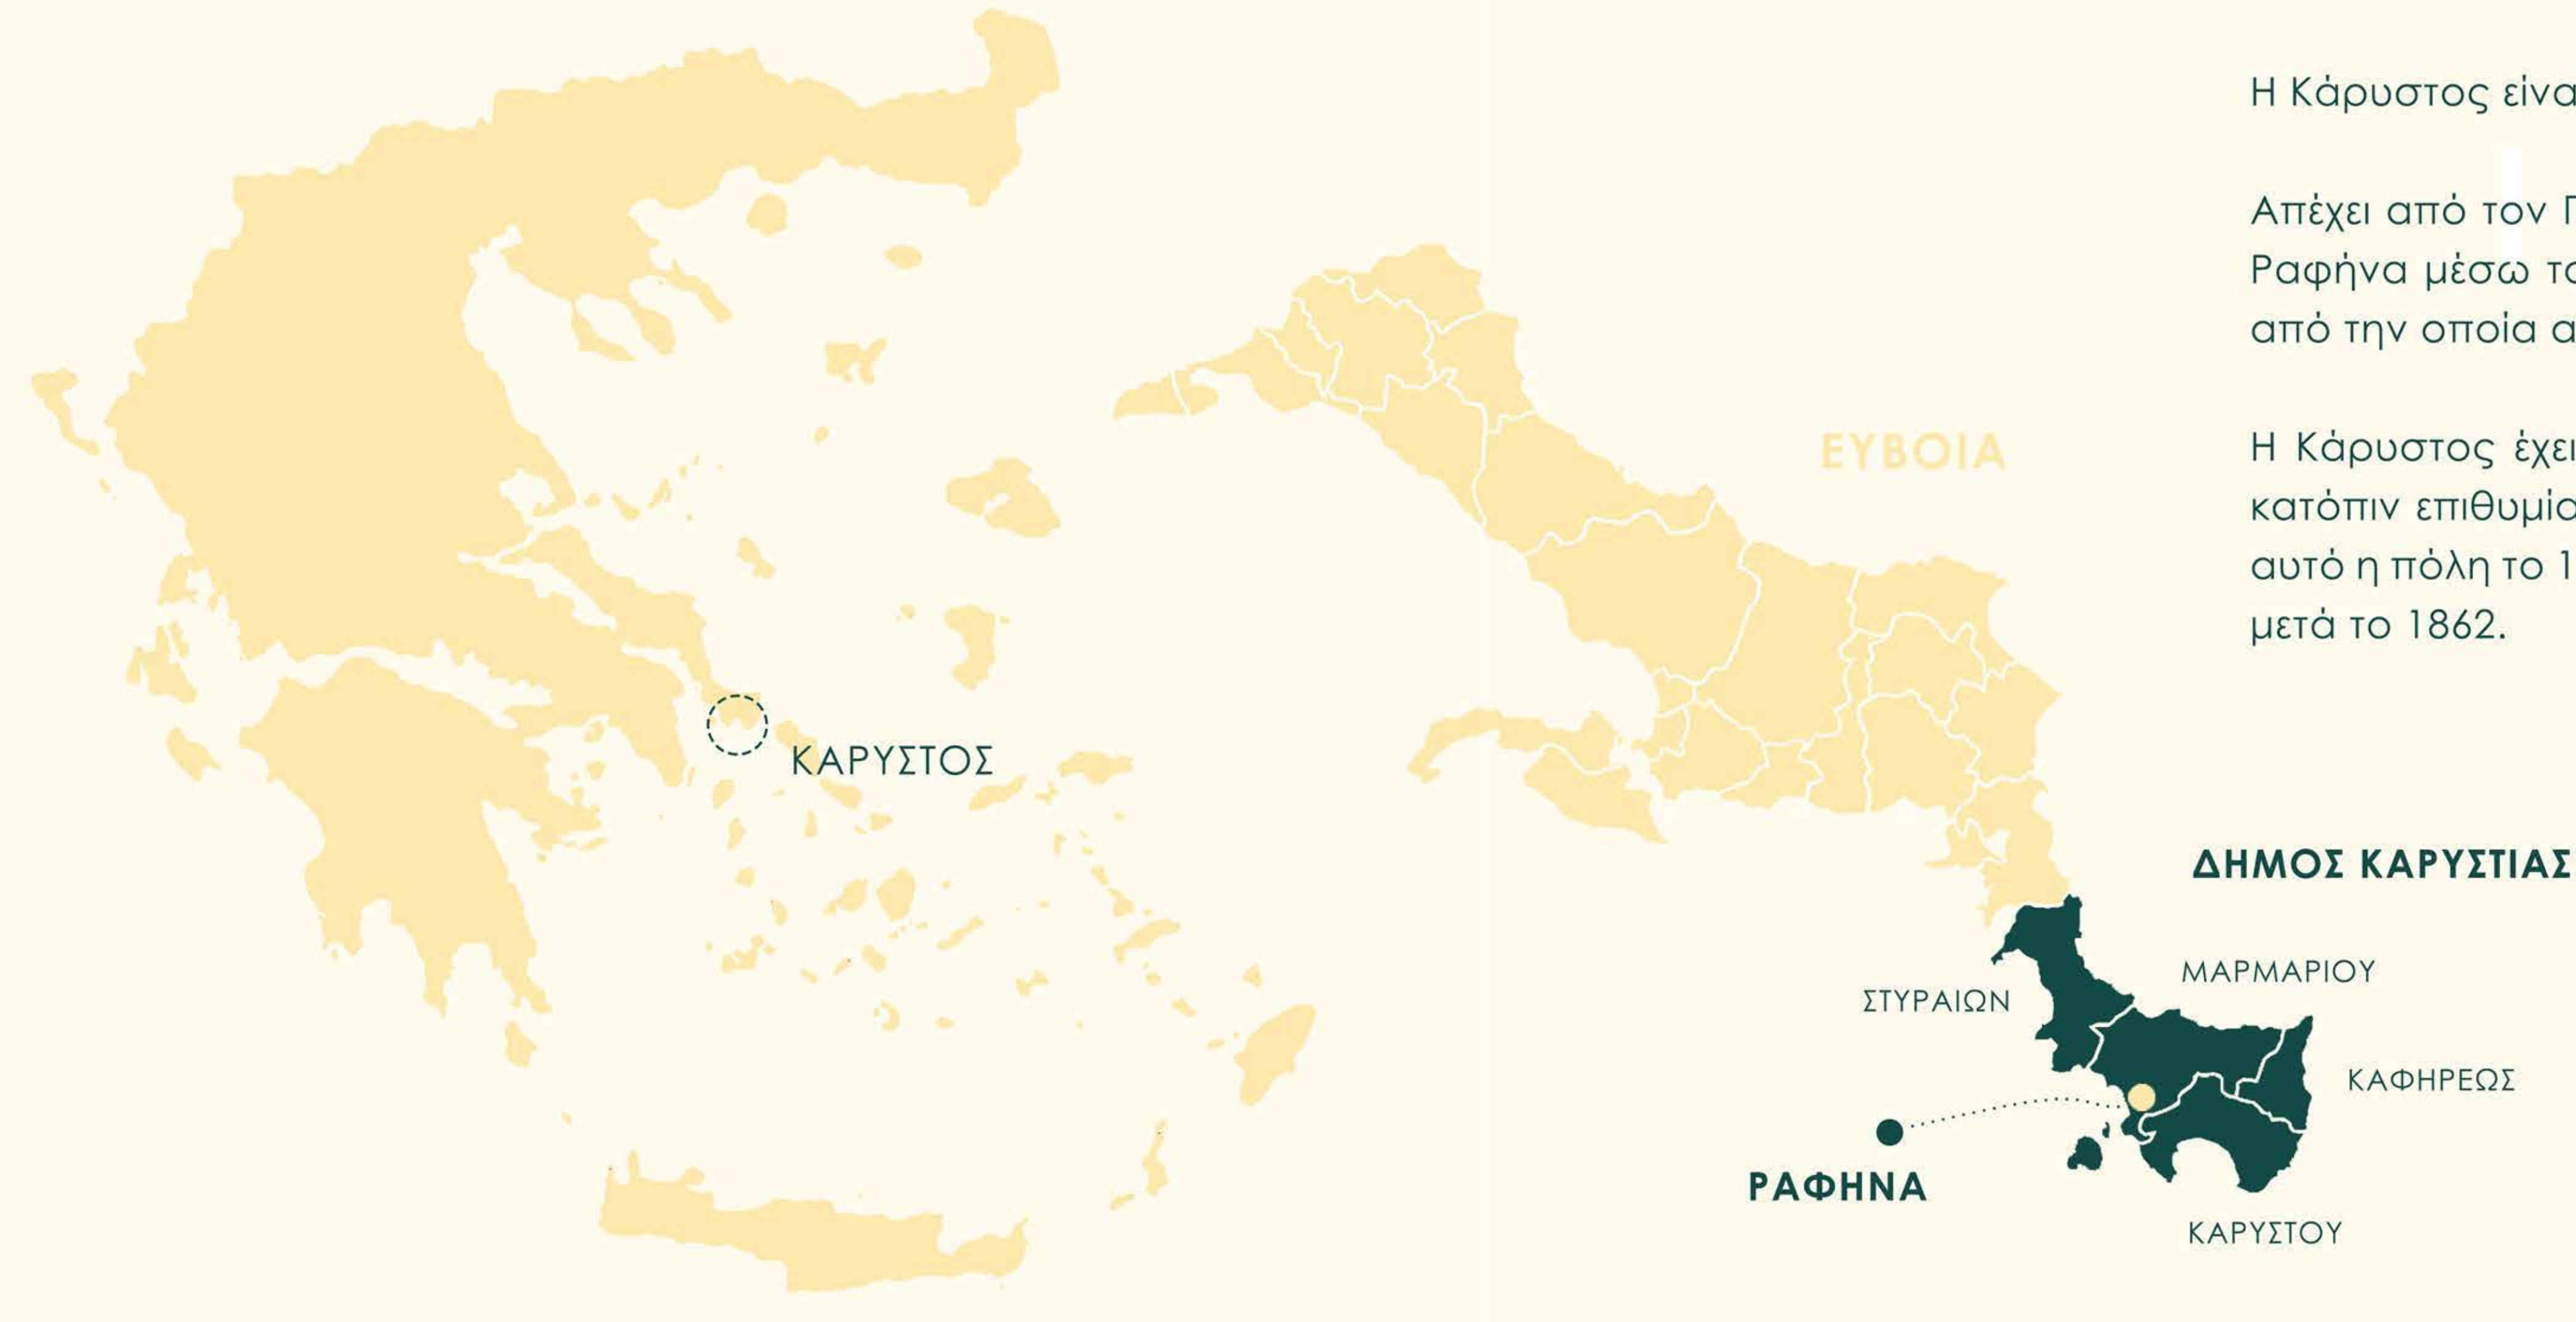 Η Κάρυστος είνα
Απέχει από τον
Ραφήνα μέσω το
από την οποία α
Η Κάρυστος έχει
κατόπιν επιθυμία
αυτό η πόλη το 1
μετά το 1862.
ΕΥΒΟΙΑ
ΚΑΡΥΣΤΟΣ
ΔΗΜΟΣ ΚΑΡΥΣΤΙΑΣ
ΜΑΡΜΑΡΙΟΥ
ΣΤΥΡΑΙΩΝ
ΚΑΦΗΡΕΩΣ
ΡΑΦΗΝΑ
ΚΑΡΥΣΤΟΥ